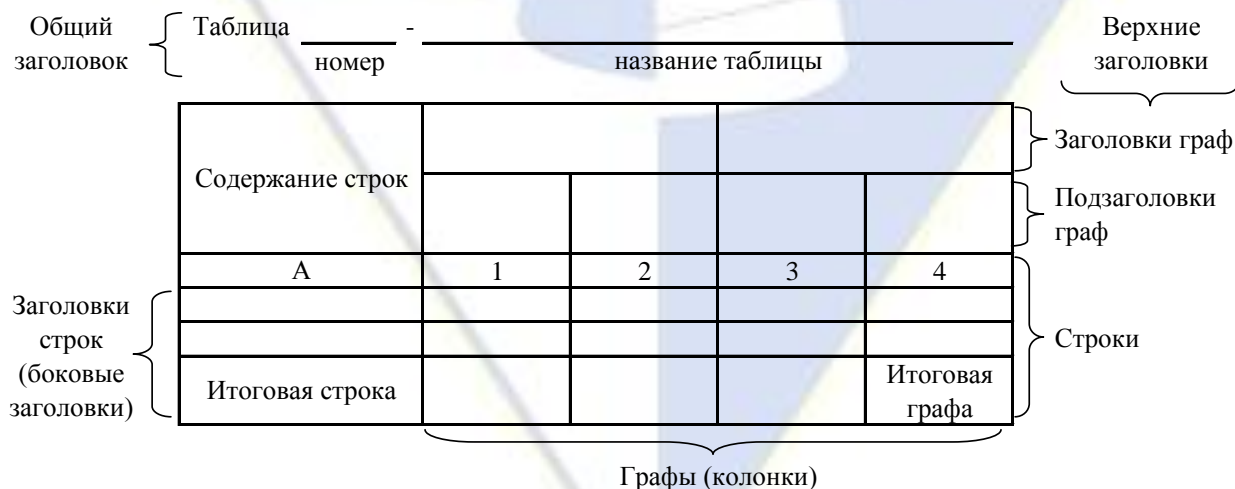 Общий
заголовок
Таблица -
номер
название таблицы
Верхние
заголовки
Содержание строк
Заголовки граф
Подзаголовки
граф
А 1 2 3 4
Заголовки
строк
(боковые
заголовки)
Строки
Итоговая строка
Итоговая
графа
Графы (колонки)